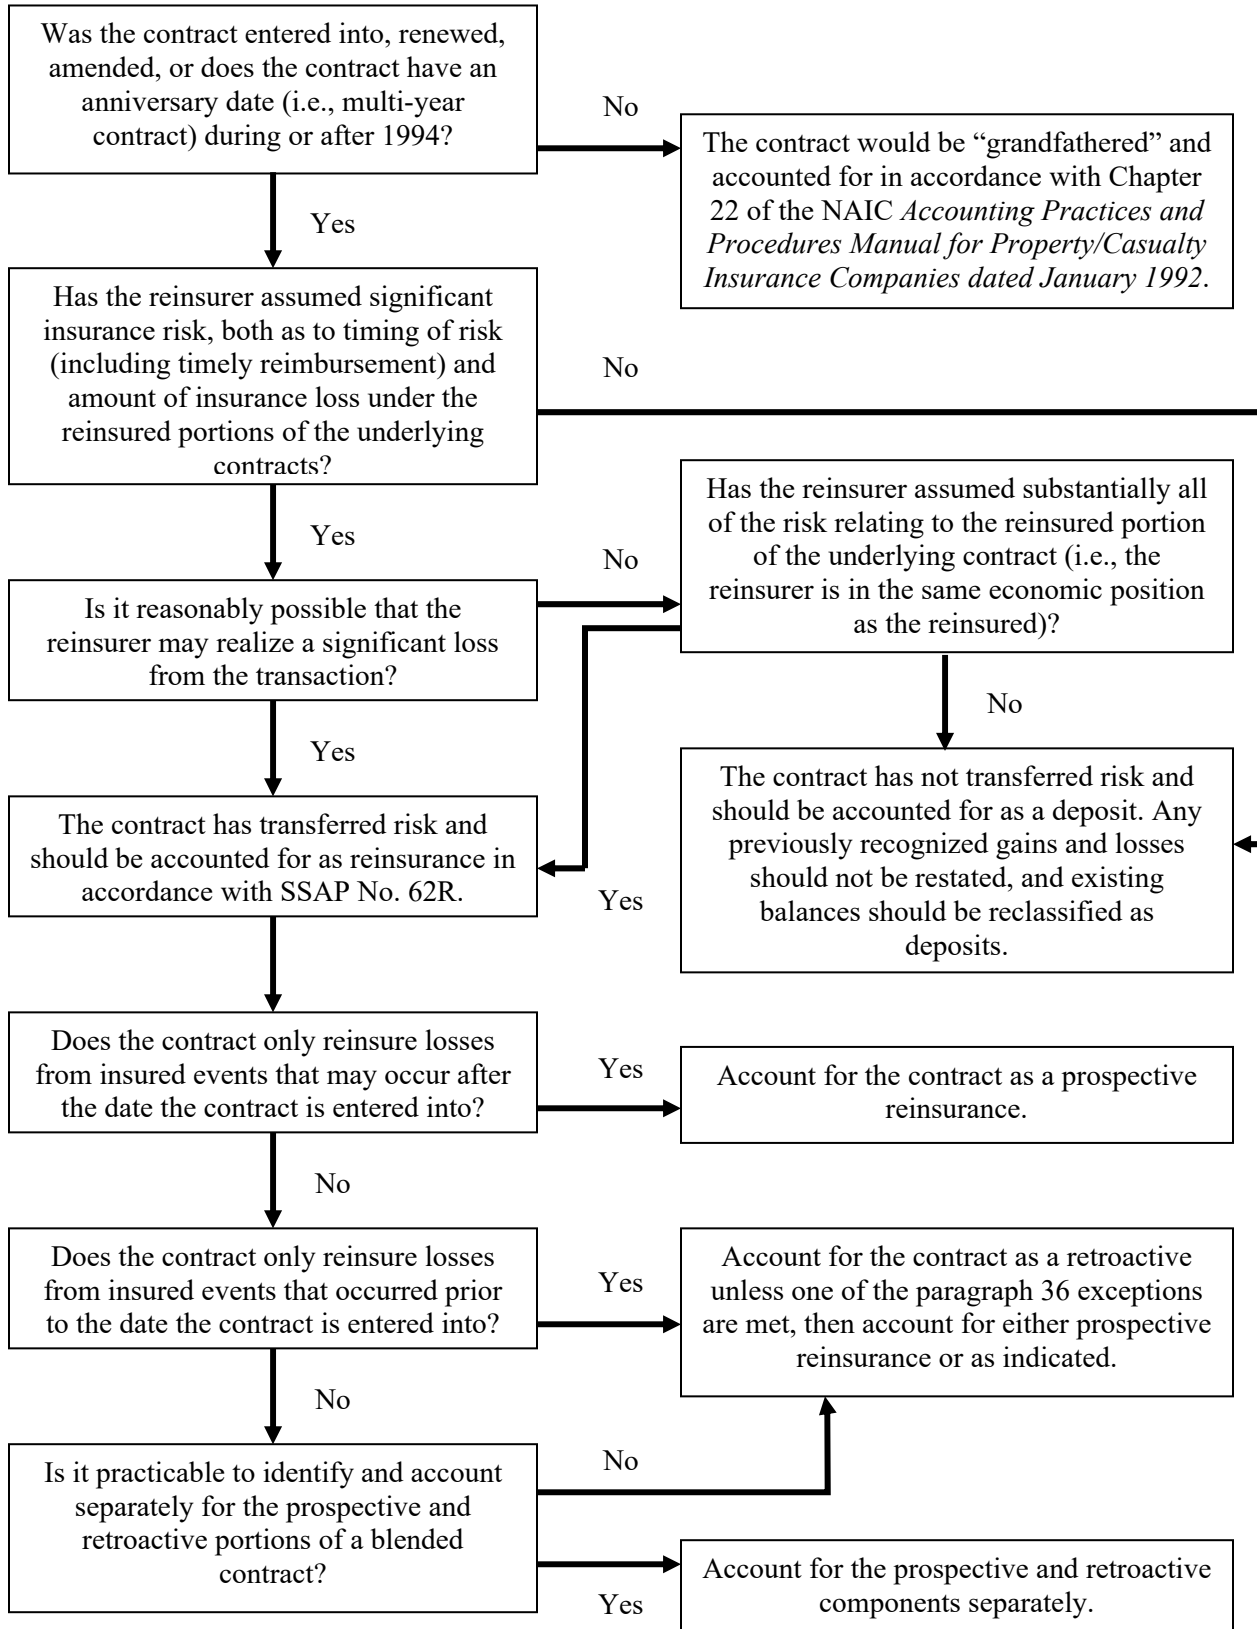 Was the contract entered into, renewed,
amended, or does the contract have an
anniversary date (i.e., multi-year
contract) during or after 1994?
No
The contract would be “grandfathered” and
accounted for in accordance with Chapter
22 of the NAIC Accounting Practices and
Procedures Manual for Property/Casualty
Insurance Companies dated January 1992.
Yes
Has the reinsurer assumed significant
insurance risk, both as to timing of risk
(including timely reimbursement) and
amount of insurance loss under the
reinsured portions of the underlying
contracts?
No
Yes
Has the reinsurer assumed substantially all
of the risk relating to the reinsured portion
of the underlying contract (i.e., the
reinsurer is in the same economic position
as the reinsured)?
No
Is it reasonably possible that the
reinsurer may realize a significant loss
from the transaction?
No
Yes
The contract has not transferred risk and
should be accounted for as a deposit. Any
previously recognized gains and losses
should not be restated, and existing
balances should be reclassified as
deposits.
The contract has transferred risk and
should be accounted for as reinsurance in
accordance with SSAP No. 62R.
Yes
Does the contract only reinsure losses
from insured events that may occur after
the date the contract is entered into?
Yes
Account for the contract as a prospective
reinsurance.
No
Does the contract only reinsure losses
from insured events that occurred prior
to the date the contract is entered into?
Yes
Account for the contract as a retroactive
unless one of the paragraph 36 exceptions
are met, then account for either prospective
reinsurance or as indicated.
No
Is it practicable to identify and account
separately for the prospective and
retroactive portions of a blended
contract?
No
Yes
Account for the prospective and retroactive
components separately.